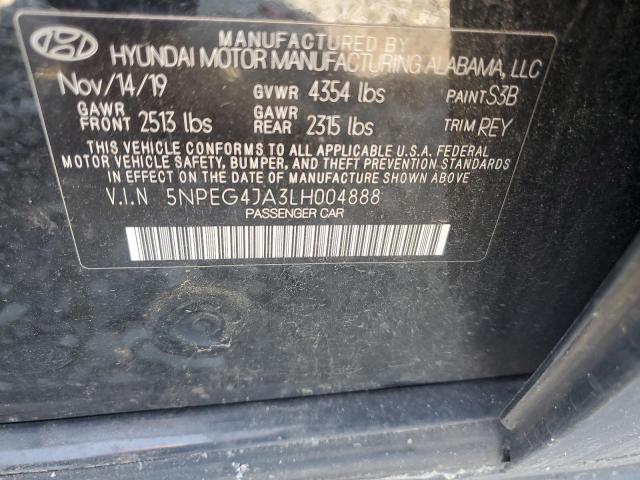 MANUFACTURED BY
HYUNDAI MOTOR MANUFACTURING ALABAMA, LLC
Nov/14/19 GVWR 4354 lbs PAINT S3B
GAWR FRONT 2513 lbs GAWR REAR 2315 lbs TRIM REY
THIS VEHICLE CONFORMS TO ALL APPLICABLE U.S.A. FEDERAL
MOTOR VEHICLE SAFETY, BUMPER, AND THEFT PREVENTION STANDARDS
IN EFFECT ON THE DATE OF MANUFACTURE SHOWN ABOVE
V.I.N 5NPEG4JA3LH004888
PASSENGER CAR